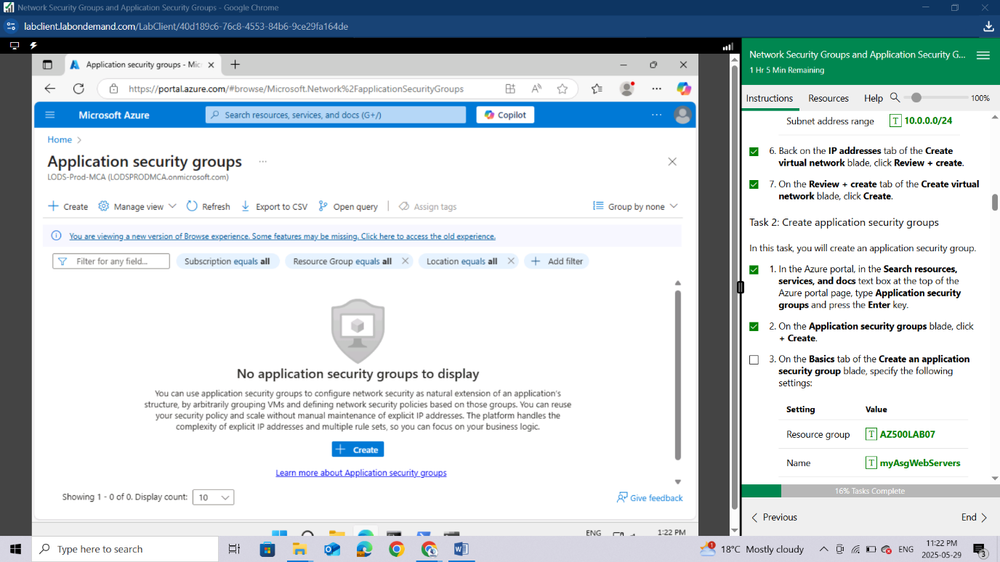 Network Security Groups and Application Security Groups - Google Chrome
labclient.labondemand.com/LabClient/40d189c6-76c8-4553-84b6-9ce29fa164de
Application security groups - Mic
https://portal.azure.com/#browse/Microsoft.Network%2FapplicationSecurityGroups
Microsoft Azure
Search resources, services, and docs (G+/)
Copilot
Home
Application security groups
LODS-Prod-MCA (LODSPRODMCA.onmicrosoft.com)
Create
Manage view
Refresh
Export to CSV
Open query
Assign tags
Group by none
You are viewing a new version of Browse experience. Some features may be missing. Click here to access the old experience.
Filter for any field...
Subscription equals all
Resource Group equals all
Location equals all
Add filter
No application security groups to display
You can use application security groups to configure network security as natural extension of an application's
structure, by arbitrarily grouping VMs and defining network security policies based on those groups. You can reuse
your security policy and scale without manual maintenance of explicit IP addresses. The platform handles the
complexity of explicit IP addresses and multiple rule sets, so you can focus on your business logic.
Create
Learn more about Application security groups
Showing 1 - 0 of 0. Display count: 10
Give feedback
ENG
1:22 PM
Network Security Groups and Application Security G...
1 Hr 5 Min Remaining
Instructions
Resources
Help
100%
Subnet address range T 10.0.0.0/24
6. Back on the IP addresses tab of the Create
virtual network blade, click Review + create.
7. On the Review + create tab of the Create virtual
network blade, click Create.
Task 2: Create application security groups
In this task, you will create an application security group.
1. In the Azure portal, in the Search resources,
services, and docs text box at the top of the
Azure portal page, type Application security
groups and press the Enter key.
2. On the Application security groups blade, click
+ Create.
3. On the Basics tab of the Create an application
security group blade, specify the following
settings:
Setting Value
Resource group T AZ500LAB07
Name T myAsgWebServers
16% Tasks Complete
Previous
End
Type here to search
1
18°C Mostly cloudy
ENG
11:22 PM
2025-05-29
3